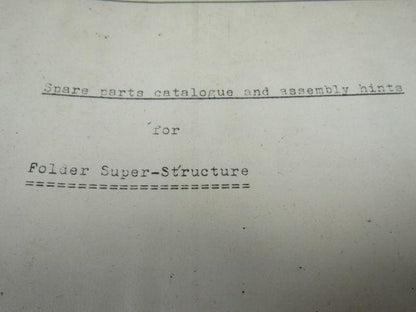 Spare parts catalogue and assembly hints
for
Folder Super-Structure